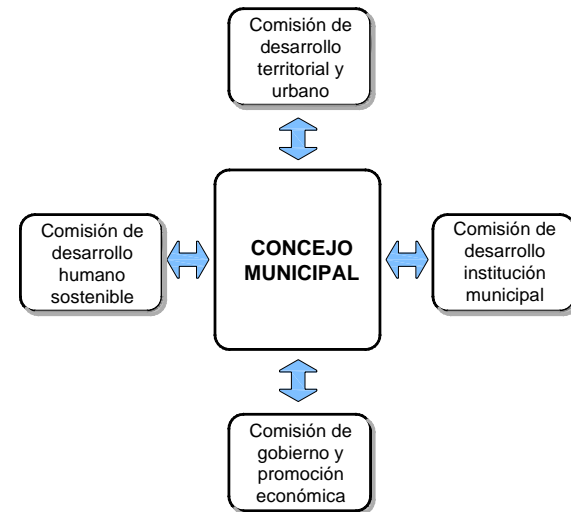 Comisión de
desarrollo
territorial y
urbano
Comisión de
desarrollo
humano
sostenible
CONCEJO
MUNICIPAL
Comisión de
desarrollo
institución
municipal
Comisión de
gobierno y
promoción
económica